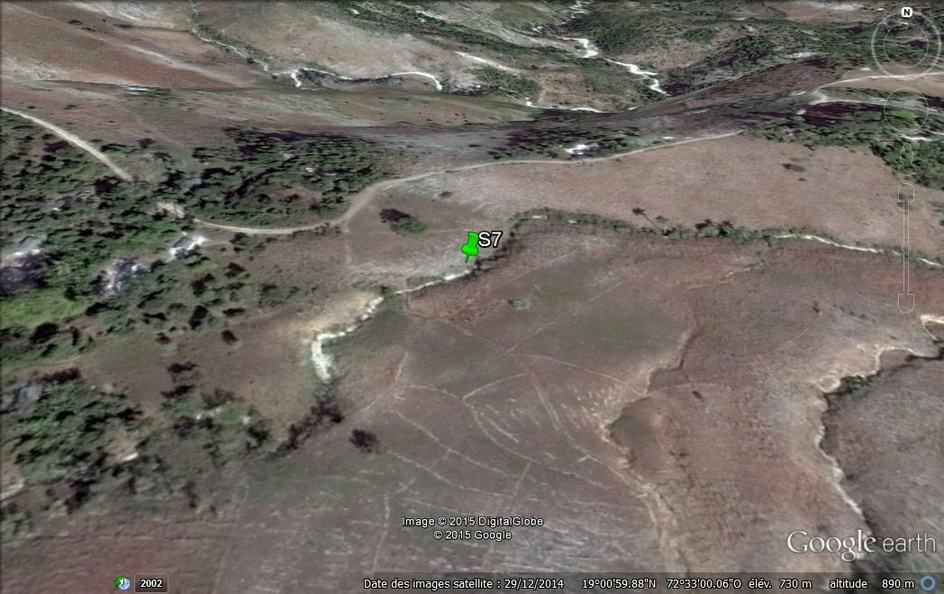 N
S7
Image © 2015 DigitalGlobe
© 2015 Google
Google earth
2002
Date des images satellite : 29/12/2014 19°00'59.88"N 72°33'00.06"O élév. 730 m altitude 890 m